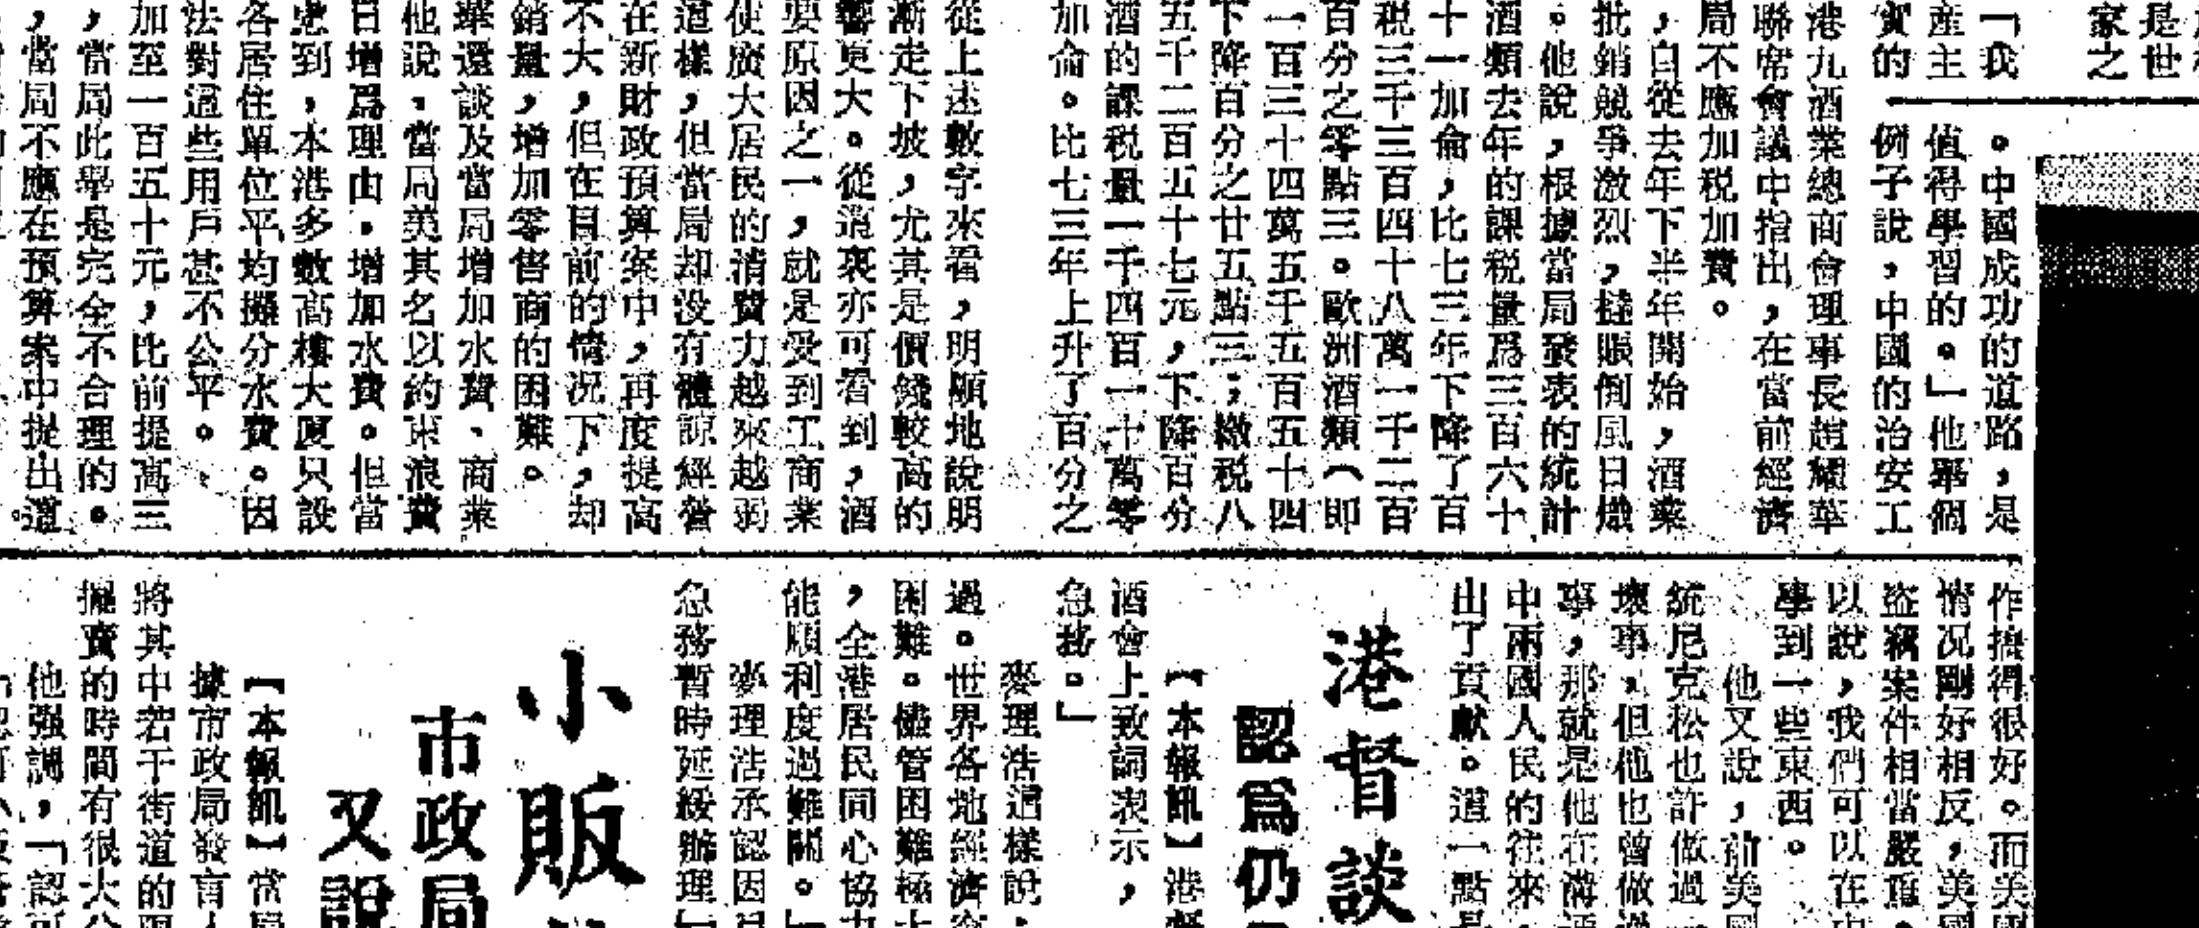 家之
是世
「我
產主
實的
。中國成功的道路,是
值得學習的。」他舉個
例子說,中國的治安工
港九酒業總商會理事長趙耀華
聯席會議中指出,在當前經濟
局不應加税加費。
,自從去年下半年開始,酒業
批銷競爭激烈,撻賬倒風日熾
。他說,根據當局發表的統計
酒類去年的課税量爲三百六十
十一加侖,比七三年下降了百
税三千三百四十八萬一千二百
百分之零點三。歐洲酒類(即
一百三十四萬五千五百五十四
下降百分之廿五點三;繳税八
五千二百五十七元,下降百分
酒的課税量一千四百一十萬零
加侖。比七三年上升了百分之
從上述數字來看,明顯地說明
漸走下坡,尤其是價錢較高的
響更大。從這裏亦可看到,酒
要原因之一,就是受到工商業
使廣大居民的消費力越來越弱
這樣,但當局却没有體諒經營
在新財政預算案中,再度提高
不大,但在目前的情况下,却
銷量,增加零售商的困難。
華還談及當局增加水費、商業
他說,當局美其名以約束浪費
日增爲理由,增加水費。但當
慮到,本港多數高樓大厦只設
各居住單位平均攤分水費。因
法對這些用戶甚不公平。
加至一百五十元,比前提高三
,當局此舉是完全不合理的。
,當局不應在預算案中提出這
作搞得很好。而美國
情况剛好相反,美國
盜竊案件相當嚴重。
以說,我們可以在
學到一些東西。
他又說,前美國
統尼克松也許做過
壞事,但他也曾做過
事,那就是他在溝通
中兩國人民的往來
出了貢獻。這一點
港督談
認爲仍
【本報訊】港督
酒會上致詞表示,
急務。」
麥理浩這樣說:
過。世界各地經濟
困難。儘管困難極
,全港居民同心協力
能順利度過難關。」
麥理浩承認因
急務暫時延緩辦理
小販
市政局
又說
【本報訊】當局
據市政局發言人
將其中若干街道的
擺賣的時間有很大
他强調,「認可